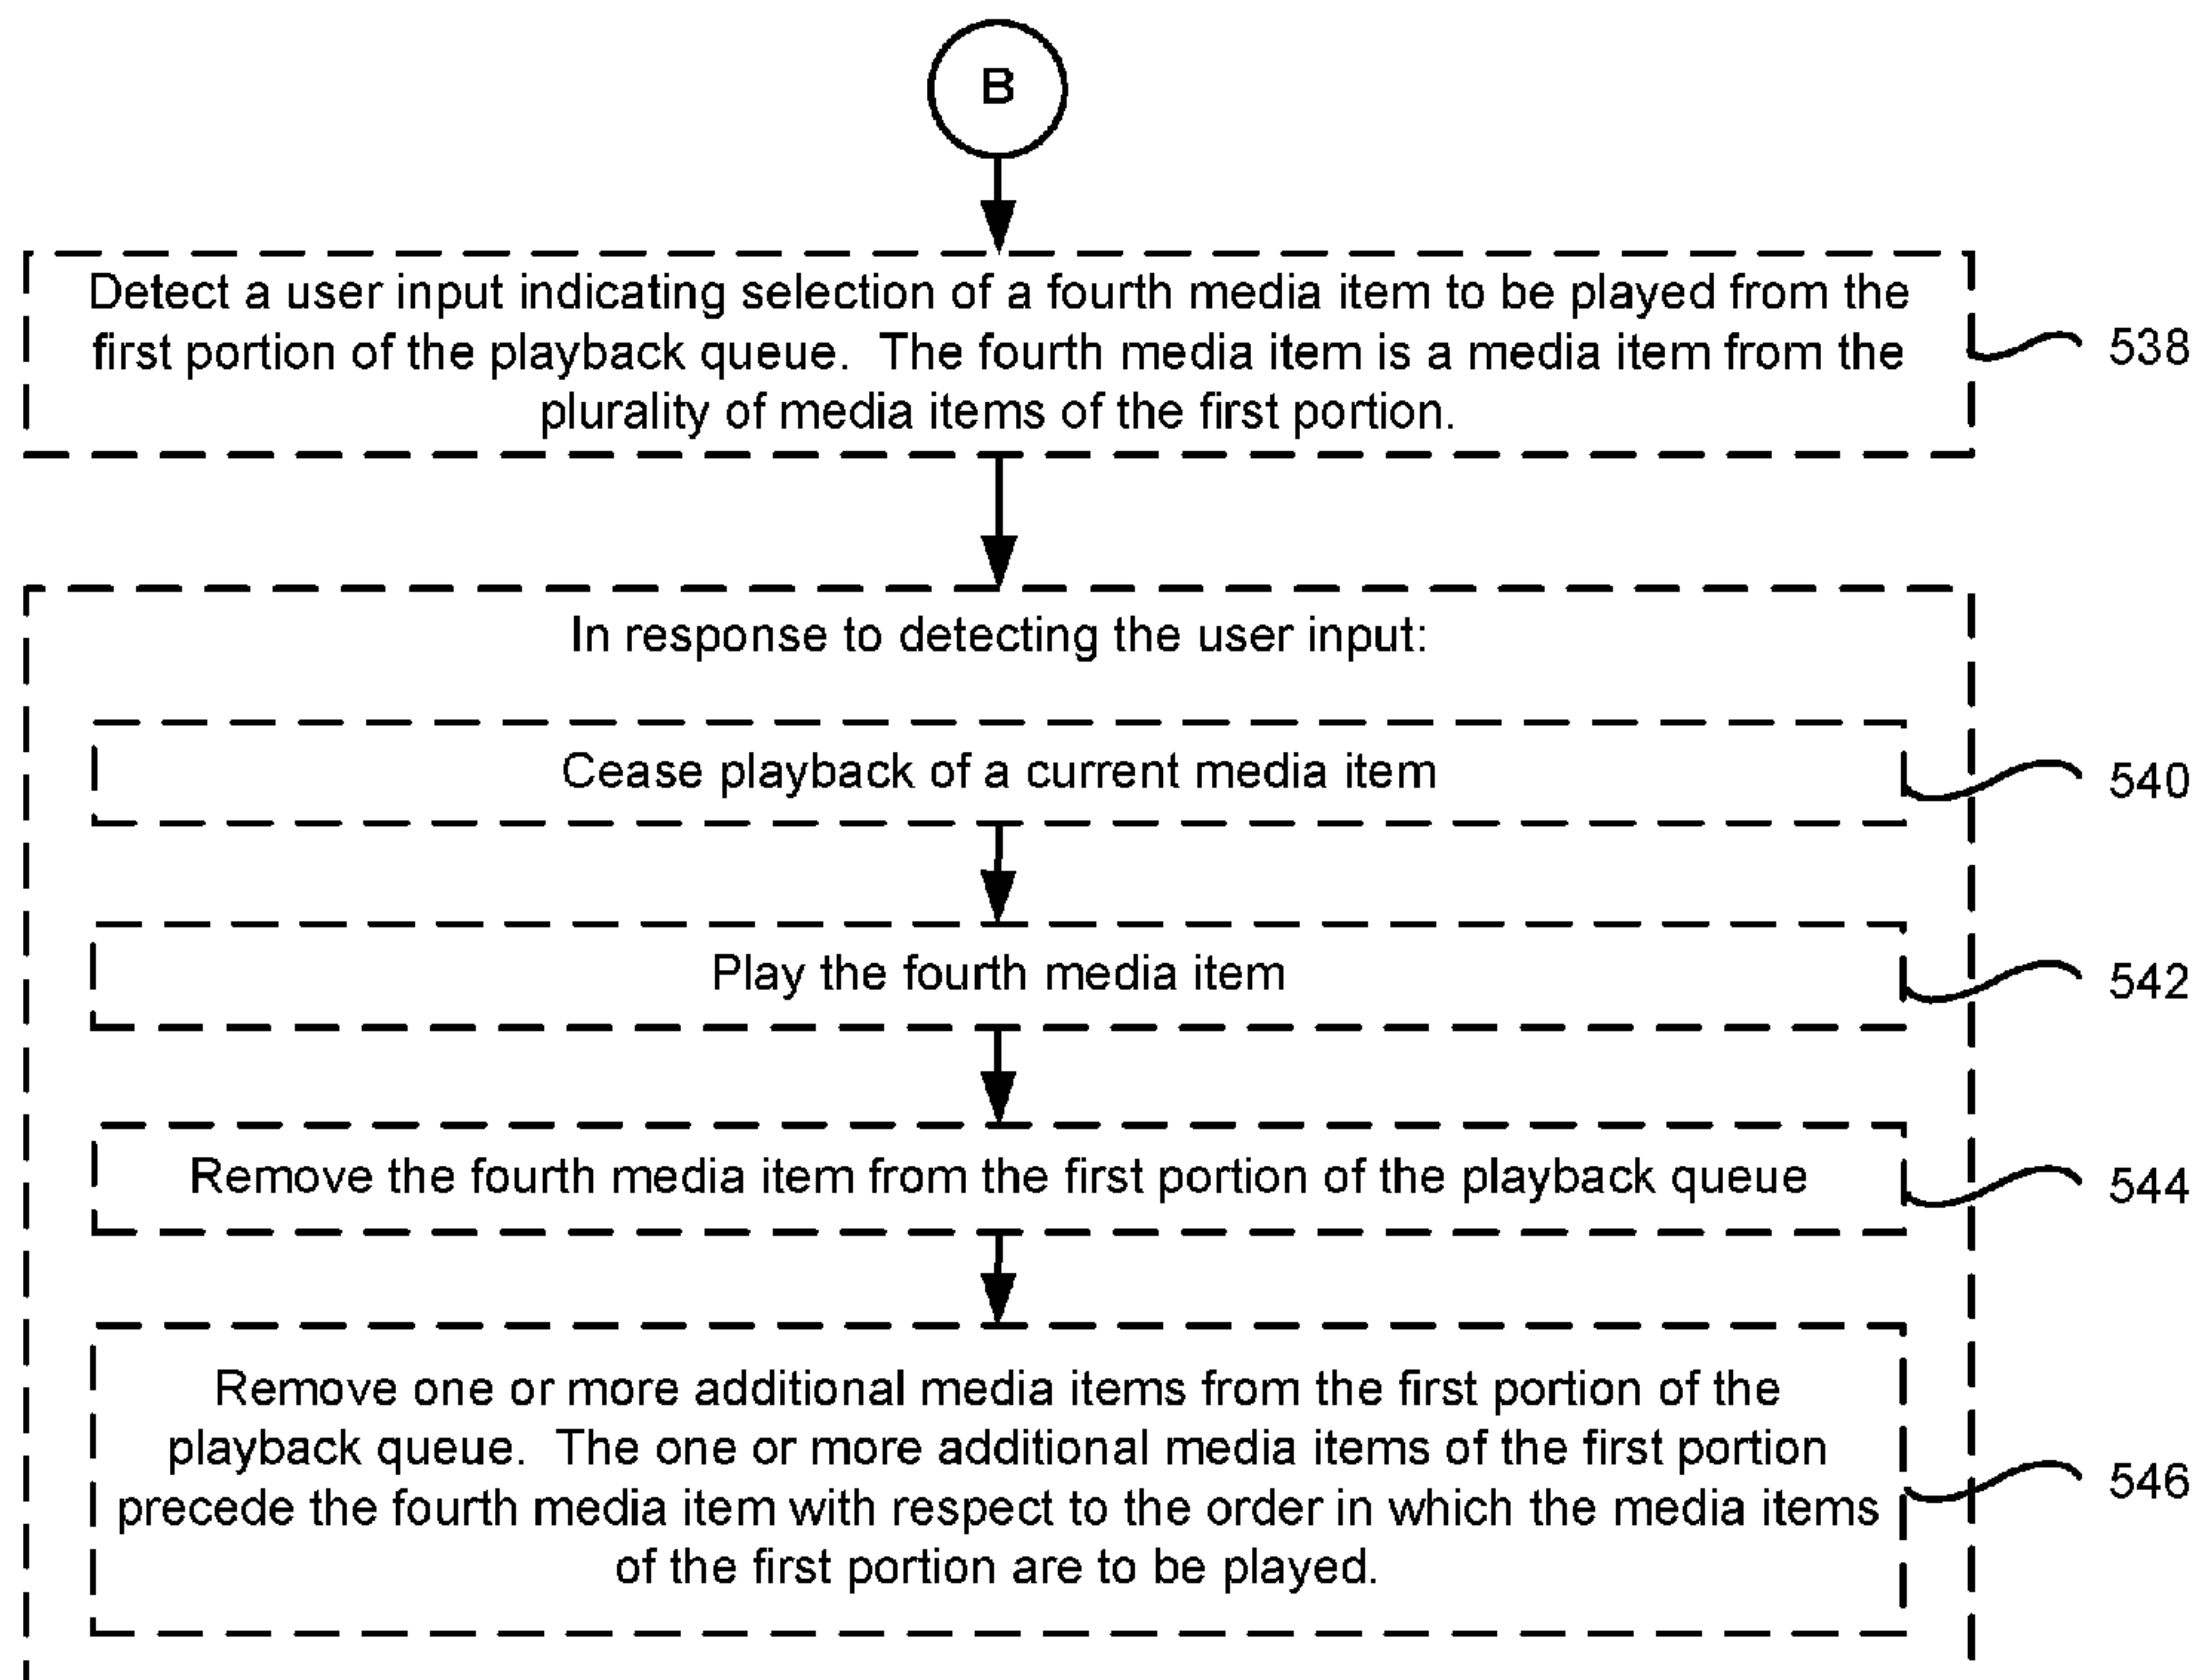 B
Detect a user input indicating selection of a fourth media item to be played from the
first portion of the playback queue.  The fourth media item is a media item from the
plurality of media items of the first portion.
538
In response to detecting the user input:
Cease playback of a current media item
540
Play the fourth media item
542
Remove the fourth media item from the first portion of the playback queue
544
Remove one or more additional media items from the first portion of the
playback queue.  The one or more additional media items of the first portion
precede the fourth media item with respect to the order in which the media items
of the first portion are to be played.
546